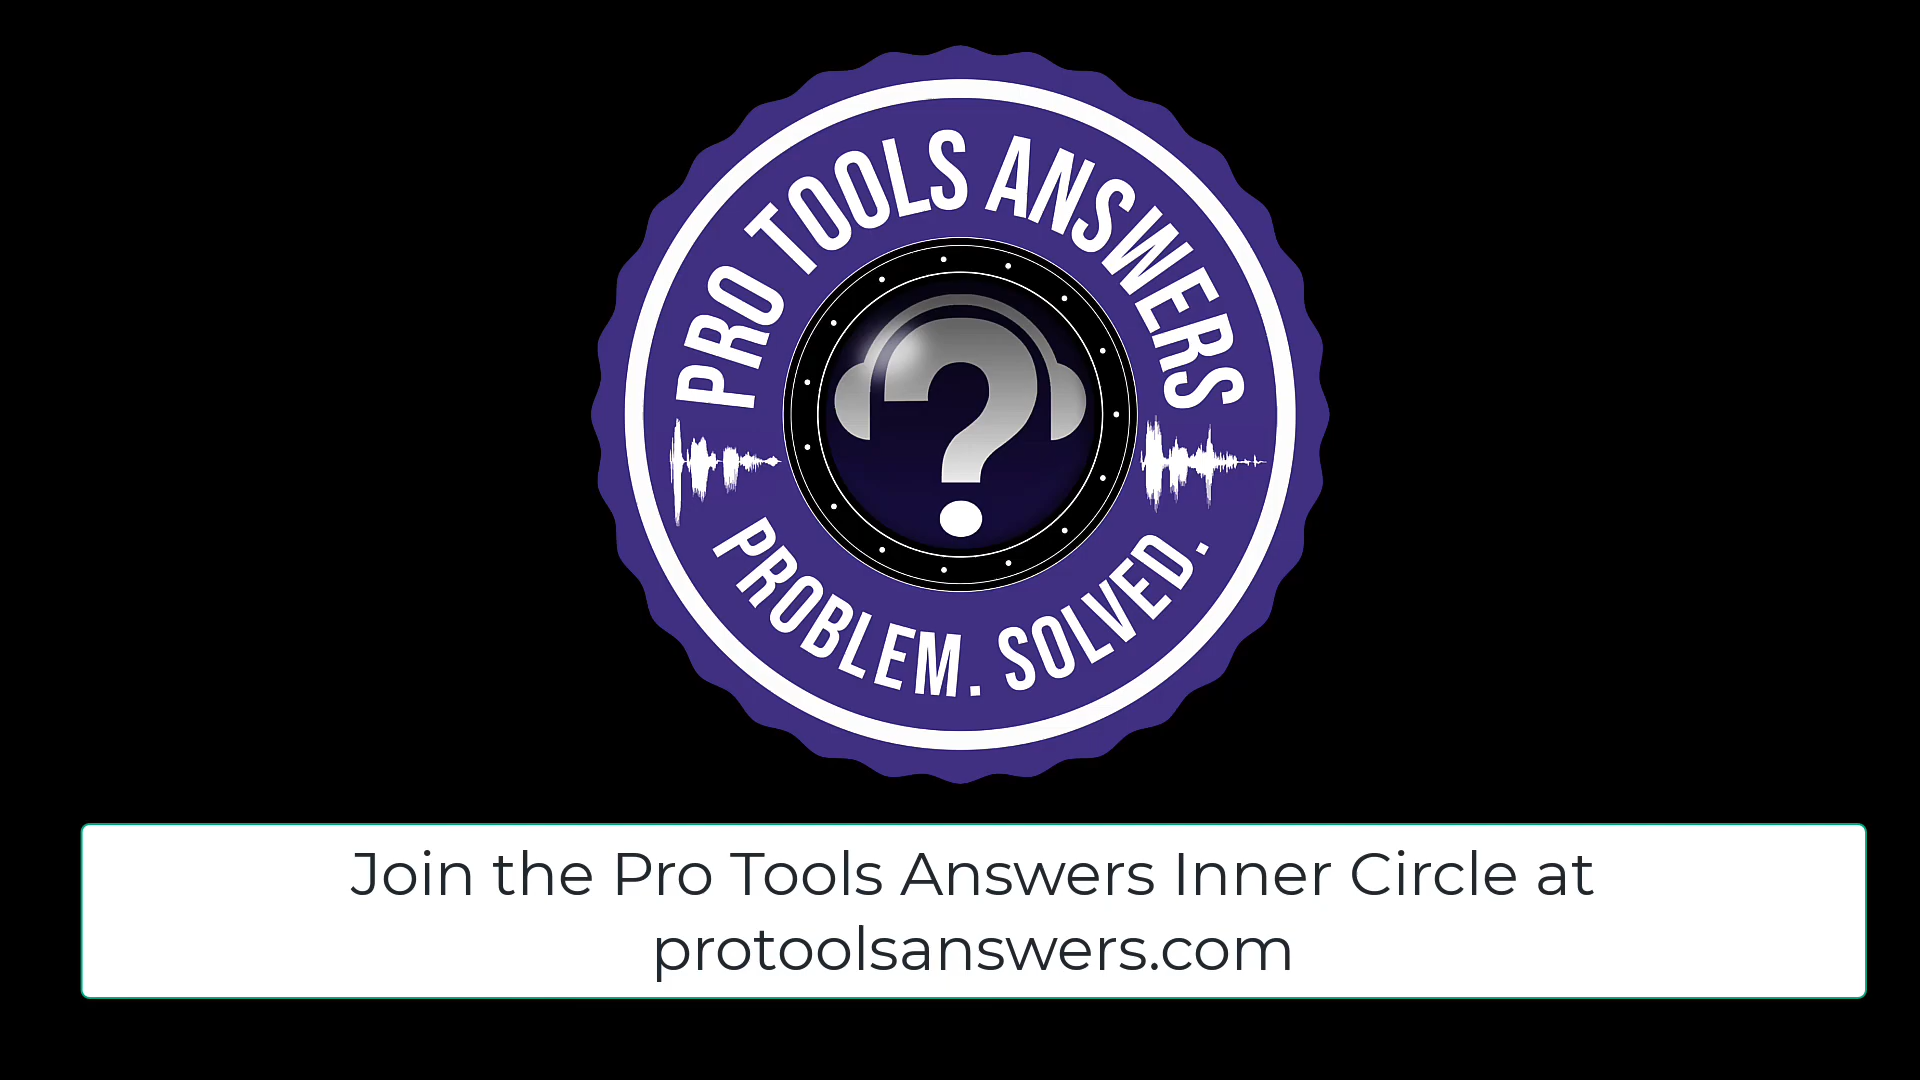 PRO TOOLS ANSWERS
?
PROBLEM. SOLVED.
Join the Pro Tools Answers Inner Circle at
protoolsanswers.com